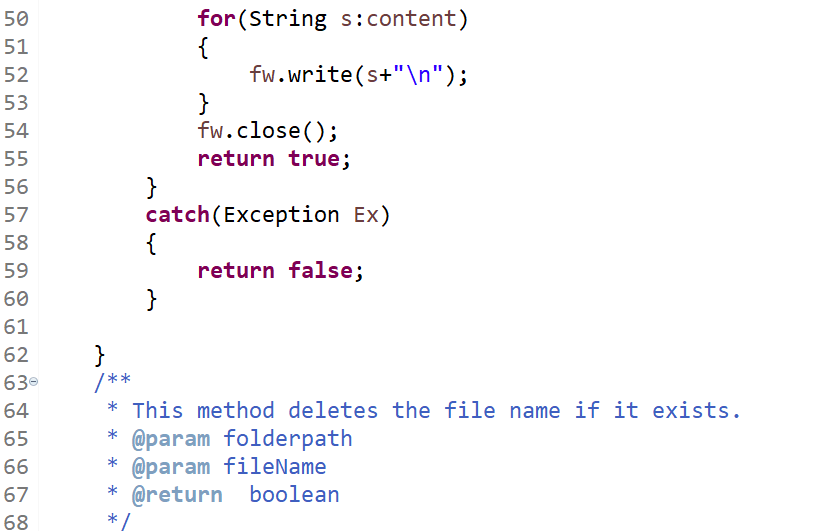 50            for(String s:content)
51            {
52                fw.write(s+"\n");
53            }
54            fw.close();
55            return true;
56        }
57        catch(Exception Ex)
58        {
59            return false;
60        }
61
62    }
63    /**
64     * This method deletes the file name if it exists.
65     * @param folderpath
66     * @param fileName
67     * @return  boolean
68     */